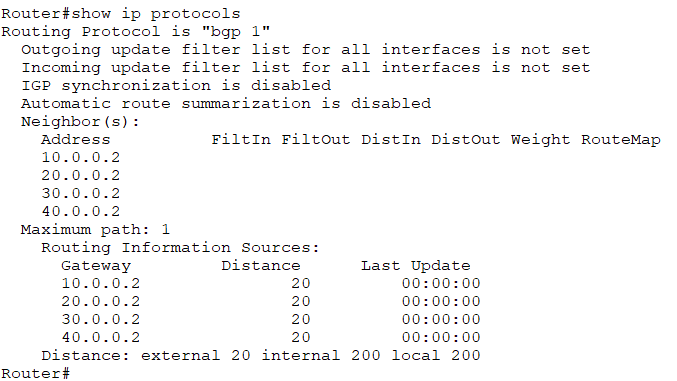 Router#show ip protocols
Routing Protocol is "bgp 1"
  Outgoing update filter list for all interfaces is not set
  Incoming update filter list for all interfaces is not set
  IGP synchronization is disabled
  Automatic route summarization is disabled
  Neighbor(s):
    Address          FiltIn FiltOut DistIn DistOut Weight RouteMap
    10.0.0.2
    20.0.0.2
    30.0.0.2
    40.0.0.2
  Maximum path: 1
    Routing Information Sources:
      Gateway         Distance      Last Update
      10.0.0.2               20         00:00:00
      20.0.0.2               20         00:00:00
      30.0.0.2               20         00:00:00
      40.0.0.2               20         00:00:00
    Distance: external 20 internal 200 local 200
Router#